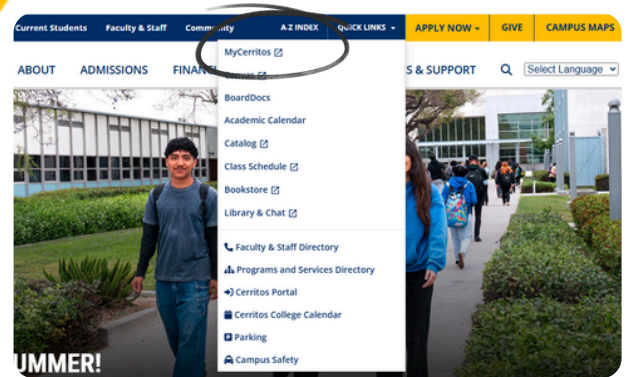 Current Students Faculty & Staff Community A-Z INDEX QUICK LINKS APPLY NOW GIVE CAMPUS MAPS
MyCerritos
ABOUT ADMISSIONS FINANCI S & SUPPORT Select Language
Canvas
BoardDocs
Academic Calendar
Catalog
Class Schedule
Bookstore
Library & Chat
Faculty & Staff Directory
Programs and Services Directory
Cerritos Portal
Cerritos College Calendar
Parking
Campus Safety
UMMER!